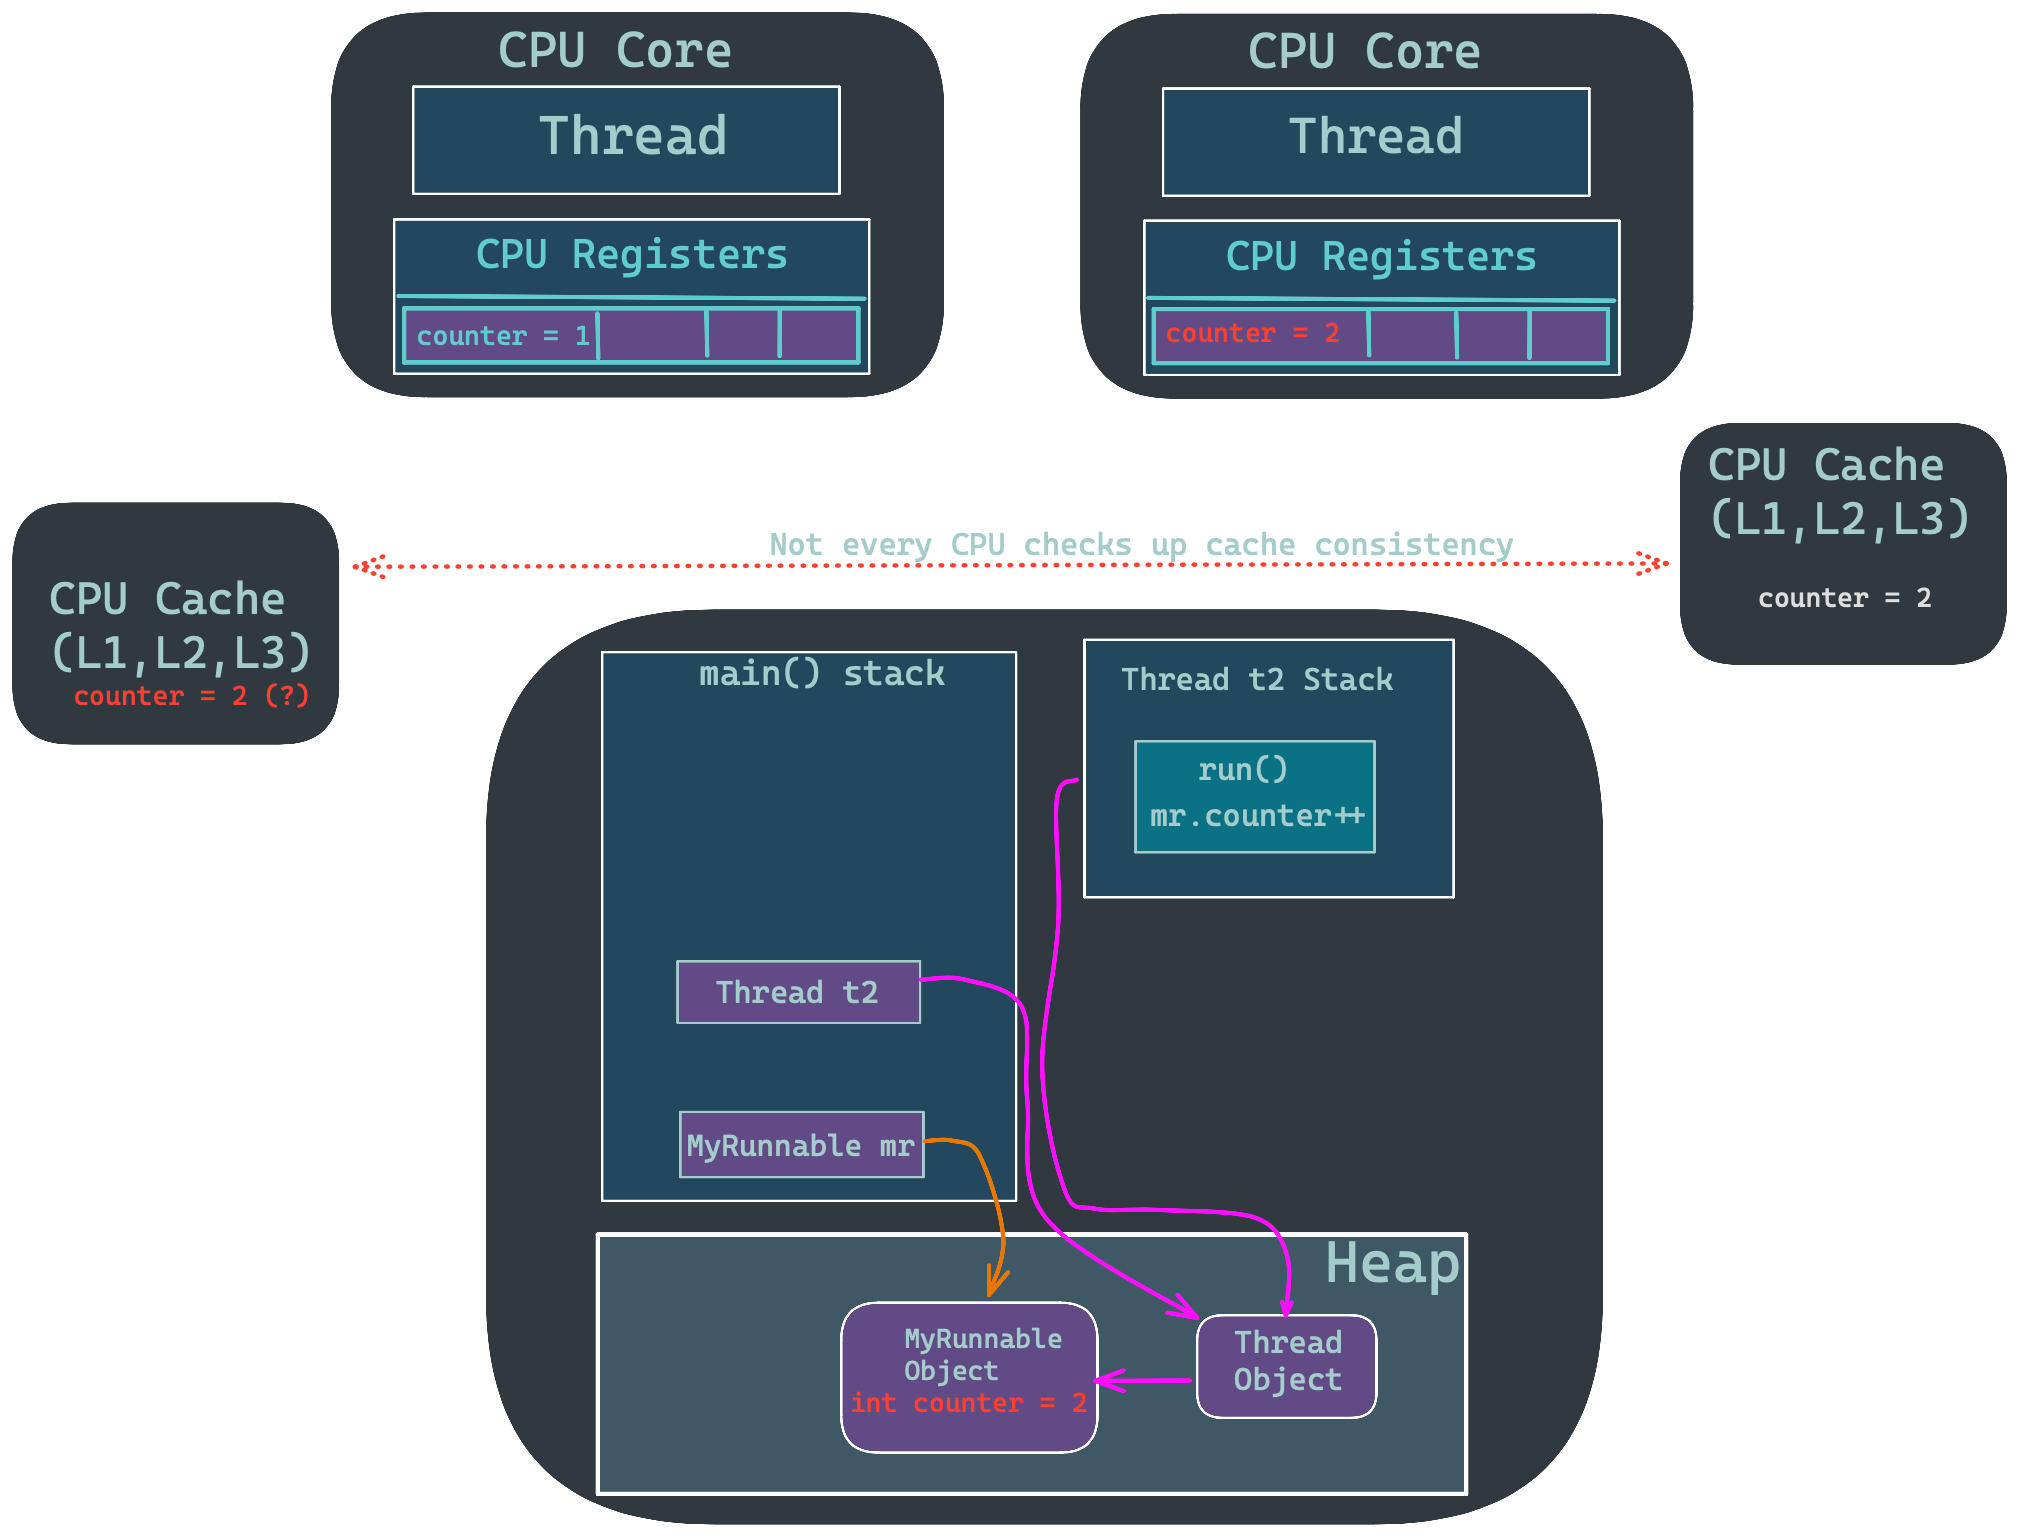 CPU Core
Thread
CPU Registers
counter = 1
CPU Core
Thread
CPU Registers
counter = 2
CPU Cache
(L1,L2,L3)
counter = 2
Not every CPU checks up cache consistency
CPU Cache
(L1,L2,L3)
counter = 2 (?)
main() stack
Thread t2
MyRunnable mr
Thread t2 Stack
run()
mr.counter++
Heap
MyRunnable
Object
int counter = 2
Thread
Object